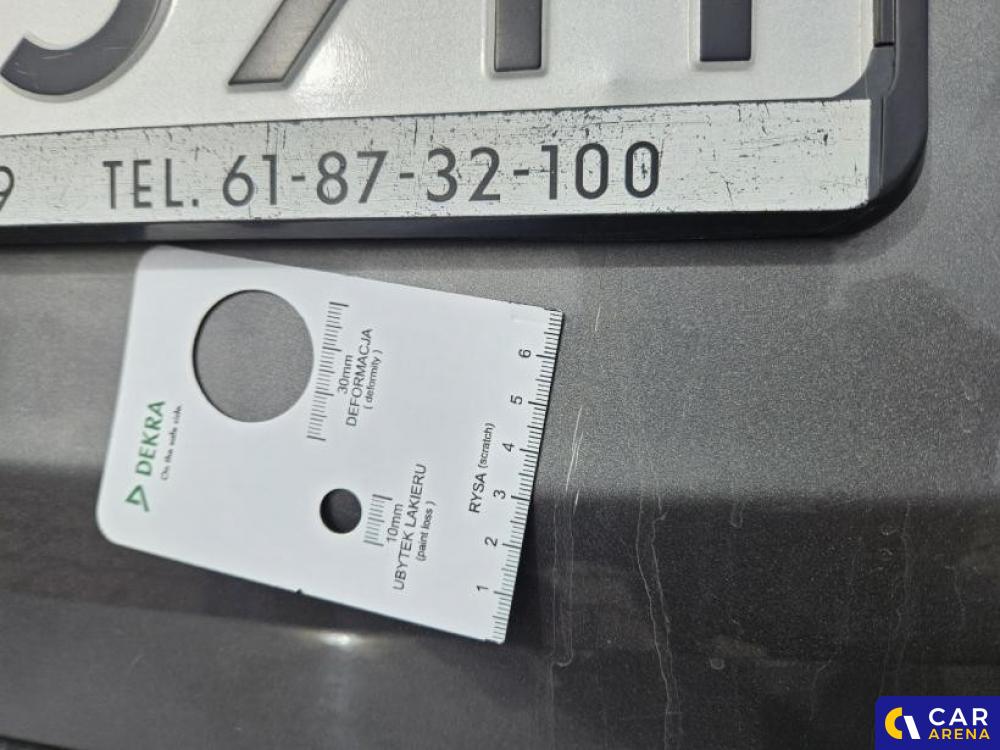 9 TEL. 61-87-32-100
DEKRA
On the safe side.
30mm
DEFORMACJA
(deformity)
10mm
UBYTEK LAKIERU
(paint loss)
RYSA (scratch)
1 2 3 4 5 6
CAR
ARENA